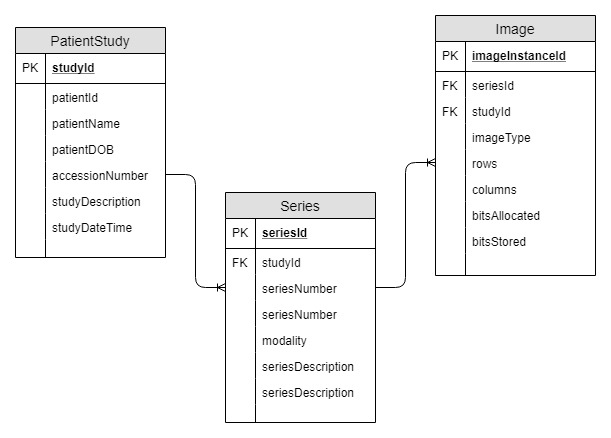 PatientStudy
PK studyId
patientId
patientName
patientDOB
accessionNumber
studyDescription
studyDateTime
Series
PK seriesId
FK studyId
seriesNumber
seriesNumber
modality
seriesDescription
seriesDescription
Image
PK imageInstanceId
FK seriesId
FK studyId
imageType
rows
columns
bitsAllocated
bitsStored